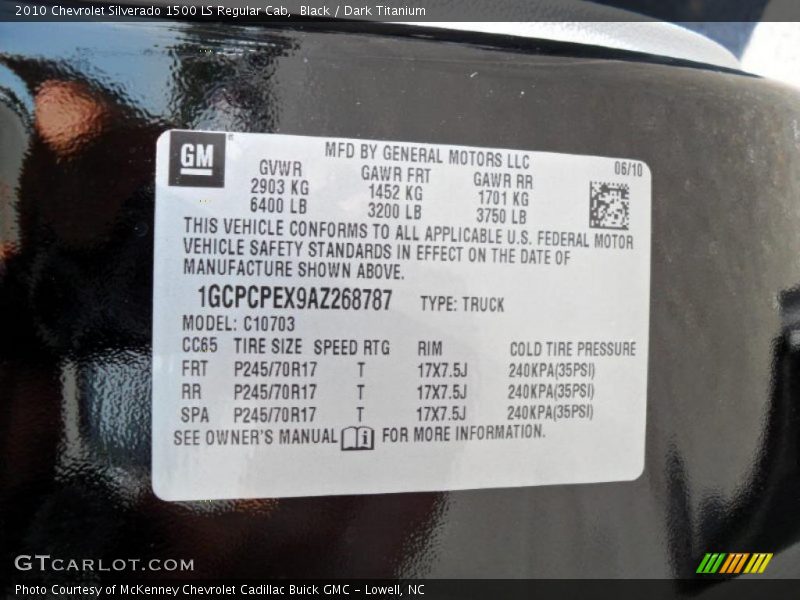 2010 Chevrolet Silverado 1500 LS Regular Cab, Black / Dark Titanium
GM
MFD BY GENERAL MOTORS LLC
06/10
GVWR GAWR FRT GAWR RR
2903 KG 1452 KG 1701 KG
6400 LB 3200 LB 3750 LB
THIS VEHICLE CONFORMS TO ALL APPLICABLE U.S. FEDERAL MOTOR
VEHICLE SAFETY STANDARDS IN EFFECT ON THE DATE OF
MANUFACTURE SHOWN ABOVE.
1GCPCPEX9AZ268787 TYPE: TRUCK
MODEL: C10703
CC65 TIRE SIZE SPEED RTG RIM COLD TIRE PRESSURE
FRT P245/70R17 T 17X7.5J 240KPA(35PSI)
RR P245/70R17 T 17X7.5J 240KPA(35PSI)
SPA P245/70R17 T 17X7.5J 240KPA(35PSI)
SEE OWNER'S MANUAL i FOR MORE INFORMATION.
GTcarlot.com
Photo Courtesy of McKenney Chevrolet Cadillac Buick GMC - Lowell, NC